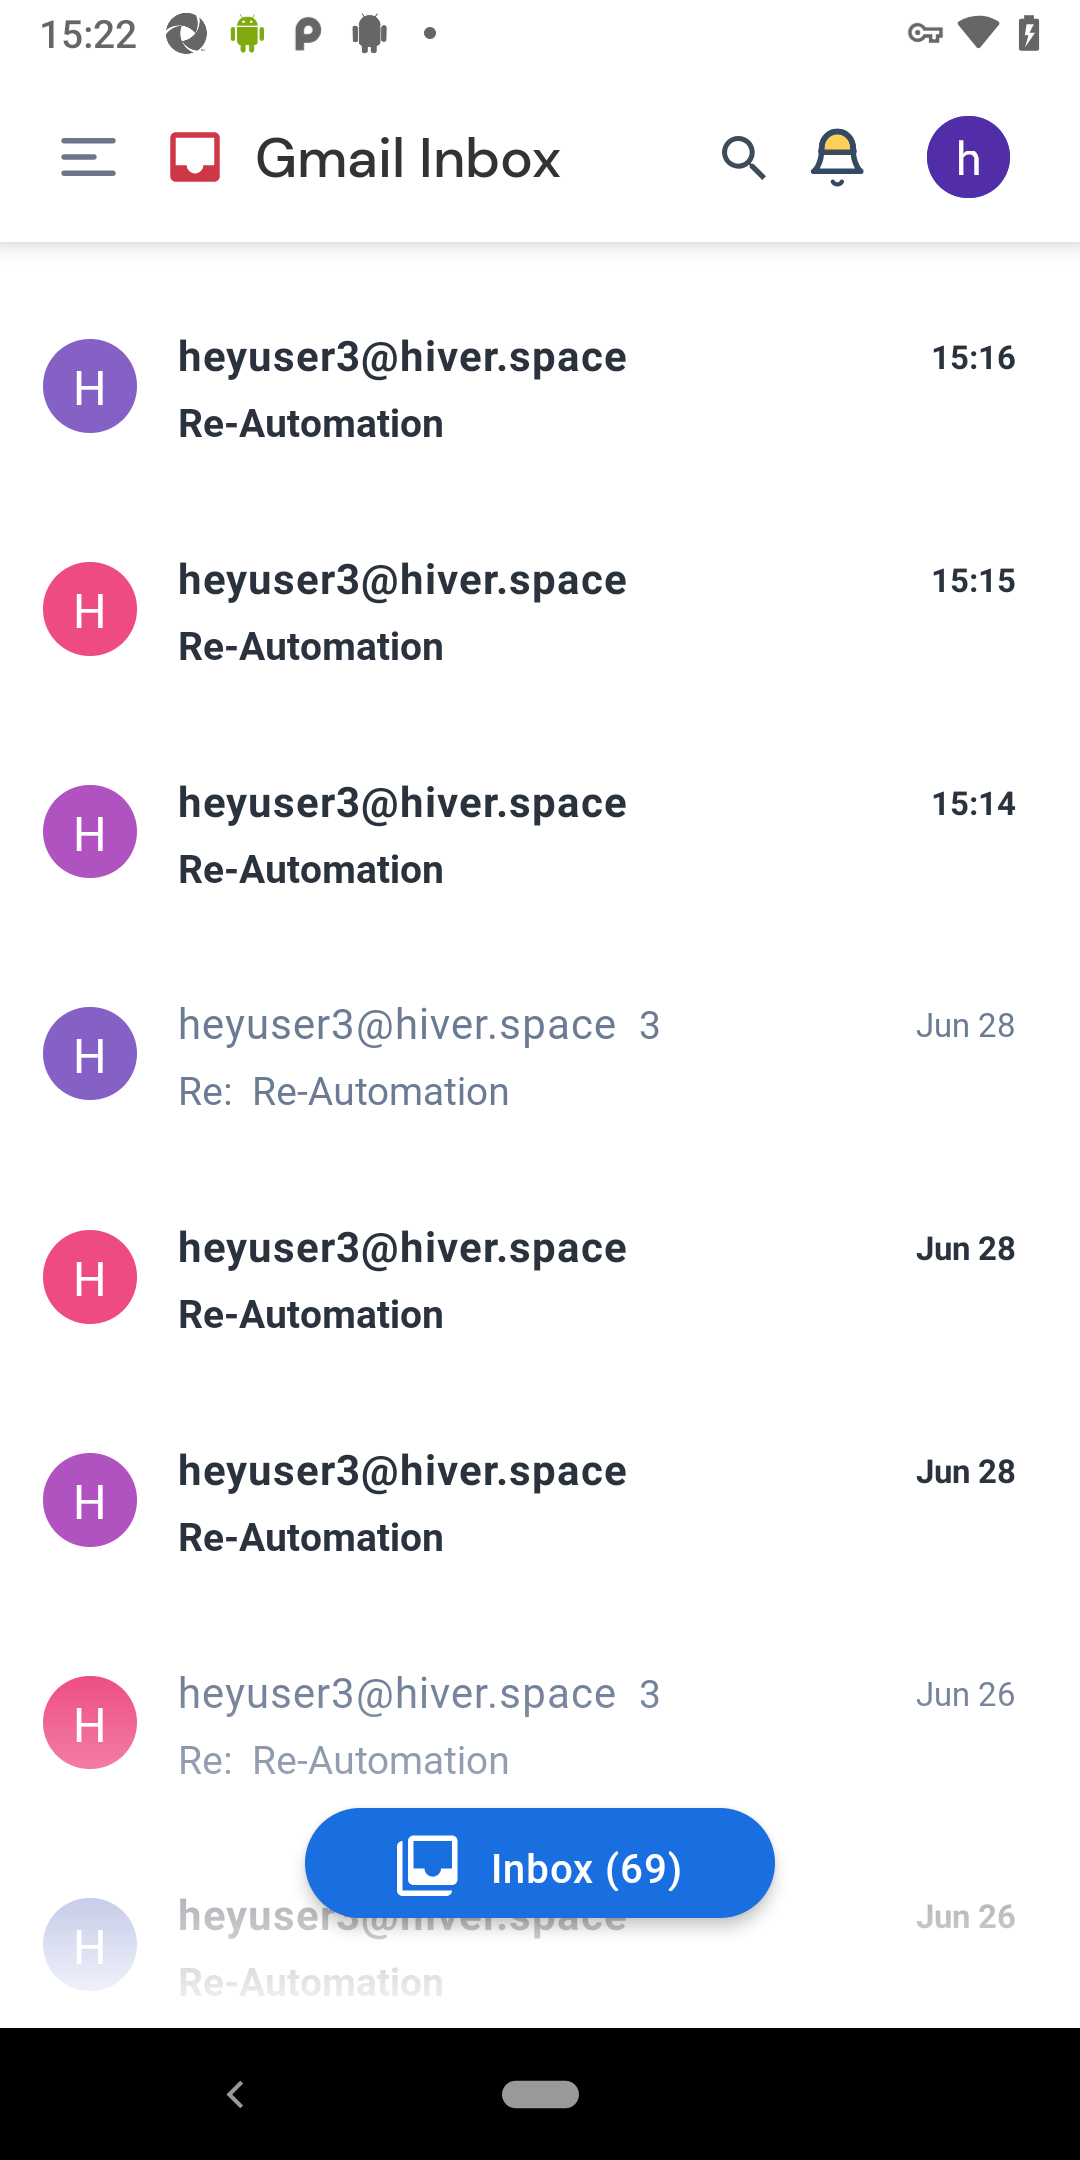 15:22
Gmail Inbox
h
H
heyuser3@hiver.space
15:16
Re-Automation
H
heyuser3@hiver.space
15:15
Re-Automation
H
heyuser3@hiver.space
15:14
Re-Automation
H
heyuser3@hiver.space 3
Jun 28
Re: Re-Automation
H
heyuser3@hiver.space
Jun 28
Re-Automation
H
heyuser3@hiver.space
Jun 28
Re-Automation
H
heyuser3@hiver.space 3
Jun 26
Re: Re-Automation
Inbox (69)
H
heyuser3@hiver.space
Jun 26
Re-Automation